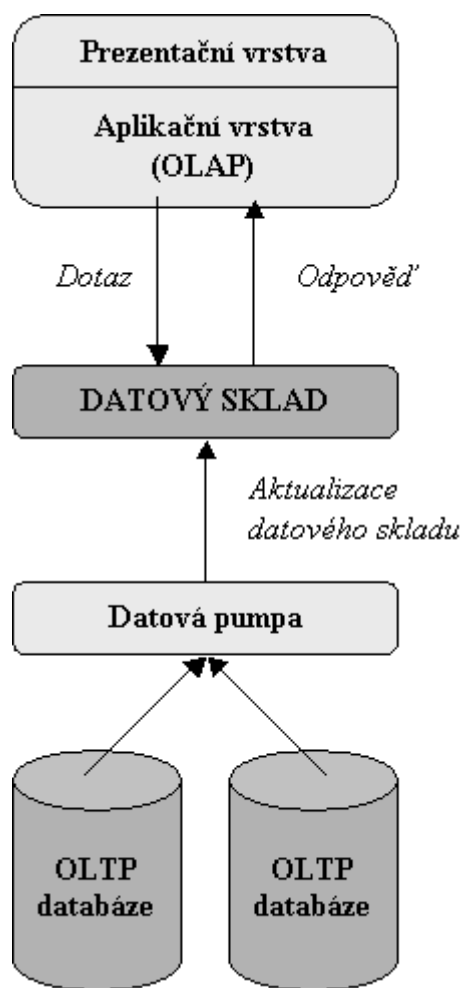 Prezentační vrstva
Aplikační vrstva
(OLAP)
Dotaz
Odpověď
DATOVÝ SKLAD
Aktualizace
datového skladu
Datová pumpa
OLTP
databáze
OLTP
databáze